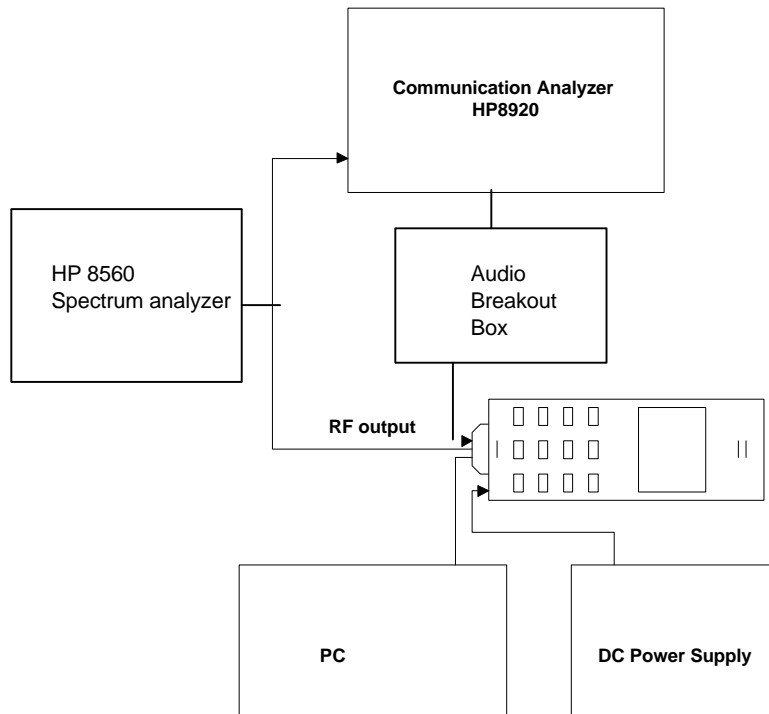 Communication Analyzer
HP8920
HP 8560
Spectrum analyzer
Audio
Breakout
Box
RF output
PC
DC Power Supply